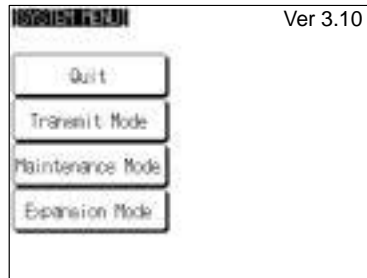 [SYSTEM MENU] Ver 3.10
Quit
Transmit Mode
Maintenance Mode
Expansion Mode